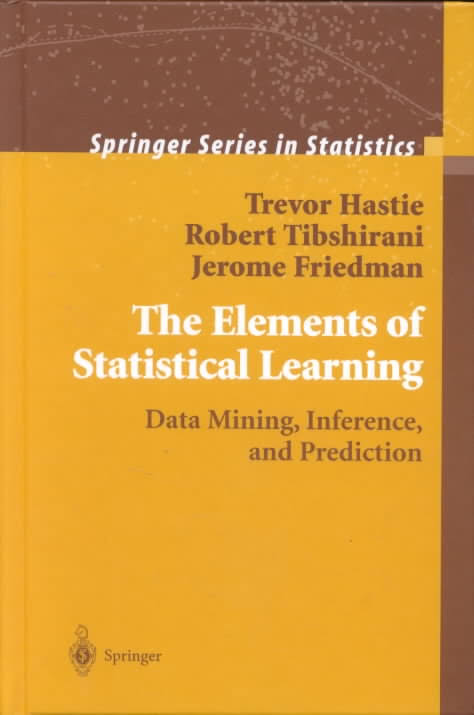 Springer Series in Statistics
Trevor Hastie
Robert Tibshirani
Jerome Friedman
The Elements of
Statistical Learning
Data Mining, Inference,
and Prediction
Springer